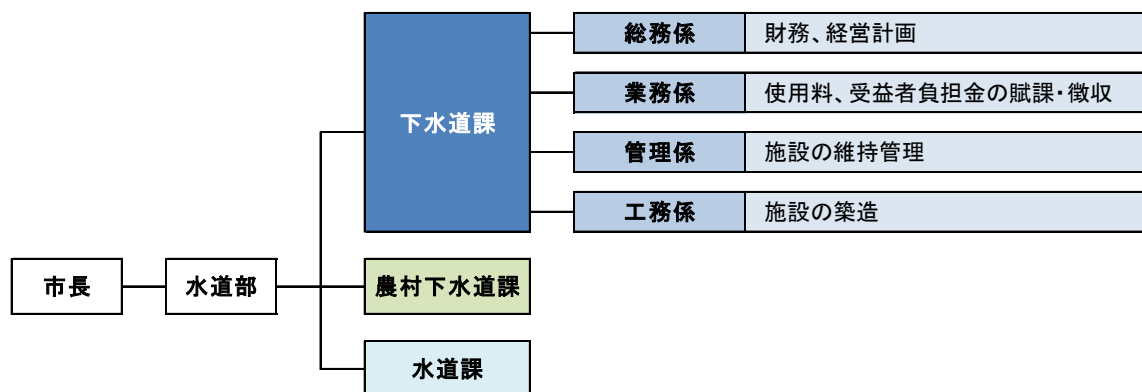 総務係 財務、経営計画
業務係 使用料、受益者負担金の賦課・徴収
下水道課
管理係 施設の維持管理
工務係 施設の築造
市長 水道部 農村下水道課
水道課